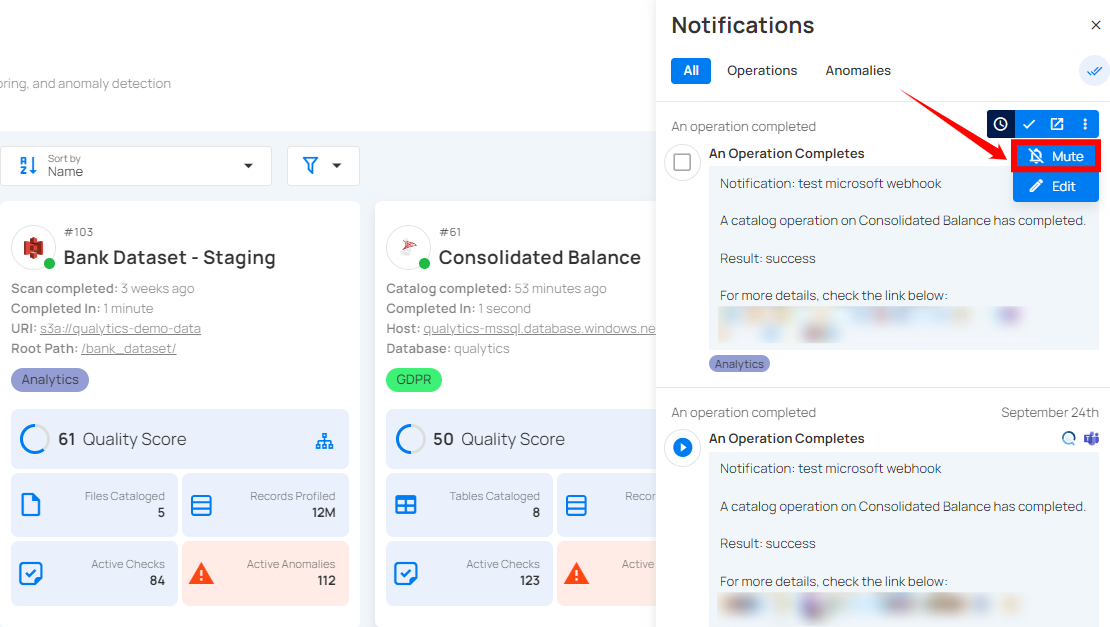 oring, and anomaly detection
Sort by
Name
#103
Bank Dataset - Staging
Scan completed: 3 weeks ago
Completed In: 1 minute
URI: s3a://qualytics-demo-data
Root Path: /bank_dataset/
Analytics
61 Quality Score
Files Cataloged
5
Records Profiled
12M
Active Checks
84
Active Anomalies
112
#61
Consolidated Balance
Catalog completed: 53 minutes ago
Completed In: 1 second
Host: qualytics-mssql.database.windows.ne
Database: qualytics
GDPR
50 Quality Score
Tables Cataloged
8
Recor
Active Checks
123
Active
Notifications
All
Operations
Anomalies
An operation completed
An Operation Completes
Mute
Edit
Notification: test microsoft webhook
A catalog operation on Consolidated Balance has completed.
Result: success
For more details, check the link below:
Analytics
An operation completed
September 24th
An Operation Completes
Notification: test microsoft webhook
A catalog operation on Consolidated Balance has completed.
Result: success
For more details, check the link below: